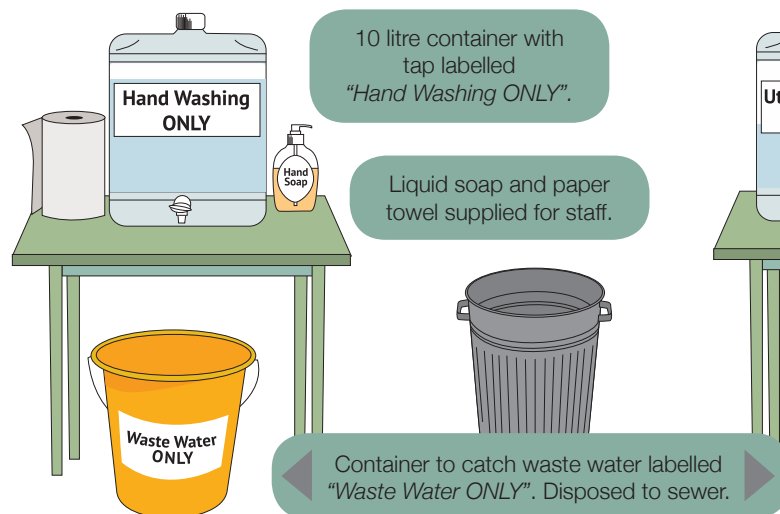 10 litre container with
tap labelled
"Hand Washing ONLY".
Hand Washing
ONLY
Hand
Soap
Liquid soap and paper
towel supplied for staff.
Waste Water
ONLY
Container to catch waste water labelled
"Waste Water ONLY". Disposed to sewer.